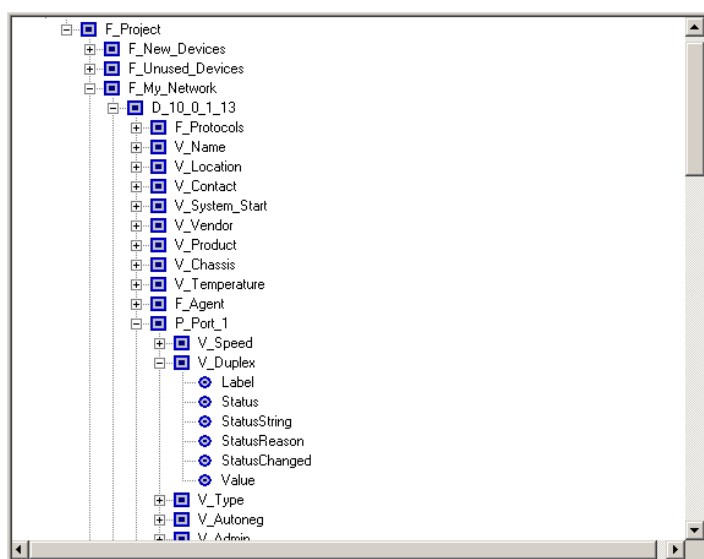 F_Project
F_New_Devices
F_Unused_Devices
F_My_Network
D_10_0_1_13
F_Protocols
V_Name
V_Location
V_Contact
V_System_Start
V_Vendor
V_Product
V_Chassis
V_Temperature
F_Agent
P_Port_1
V_Speed
V_Duplex
Label
Status
StatusString
StatusReason
StatusChanged
Value
V_Type
V_Autoneg
V_Admin